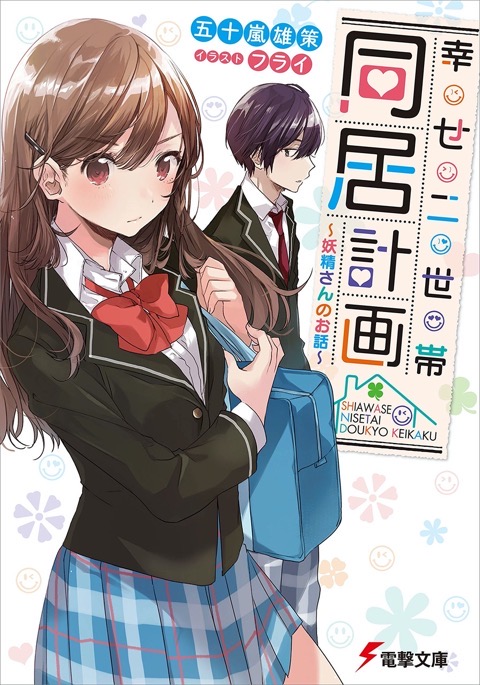 五十嵐雄策
イラスト フライ
幸せ二世帯
同居計画
～妖精さんのお話～
SHIAWASE
NISETAI
DOUKYO KEIKAKU
電撃文庫